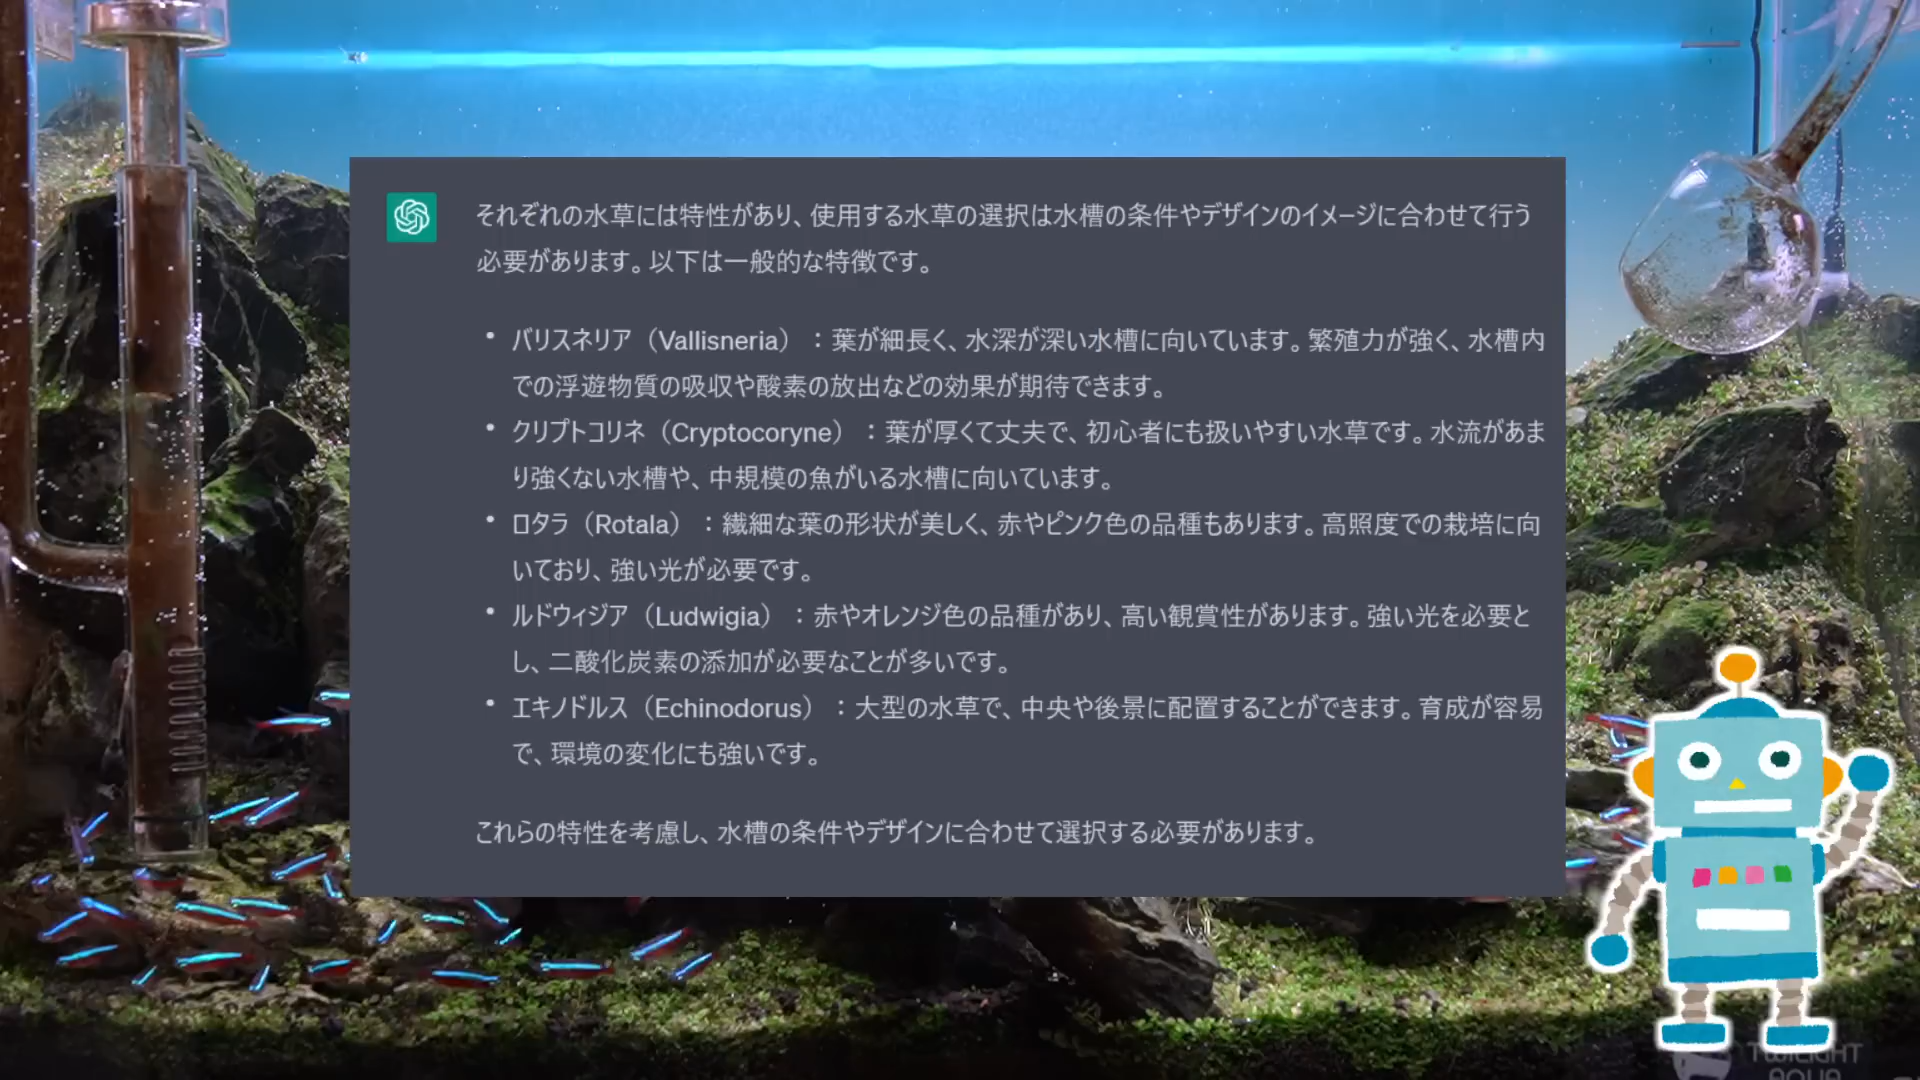 それぞれの水草には特性があり、使用する水草の選択は水槽の条件やデザインのイメージに合わせて行う
必要があります。以下は一般的な特徴です。
• バリスネリア（Vallisneria）：葉が細長く、水深が深い水槽に向いています。繁殖力が強く、水槽内
での浮遊物質の吸収や酸素の放出などの効果が期待できます。
• クリプトコリネ（Cryptocoryne）：葉が厚くて丈夫で、初心者にも扱いやすい水草です。水流があま
り強くない水槽や、中規模の魚がいる水槽に向いています。
• ロタラ（Rotala）：繊細な葉の形状が美しく、赤やピンク色の品種もあります。高照度での栽培に向
いており、強い光が必要です。
• ルドウィジア（Ludwigia）：赤やオレンジ色の品種があり、高い観賞性があります。強い光を必要と
し、二酸化炭素の添加が必要なことが多いです。
• エキノドルス（Echinodorus）：大型の水草で、中央や後景に配置することができます。育成が容易
で、環境の変化にも強いです。
これらの特性を考慮し、水槽の条件やデザインに合わせて選択する必要があります。
TWILIGHT
AQUA